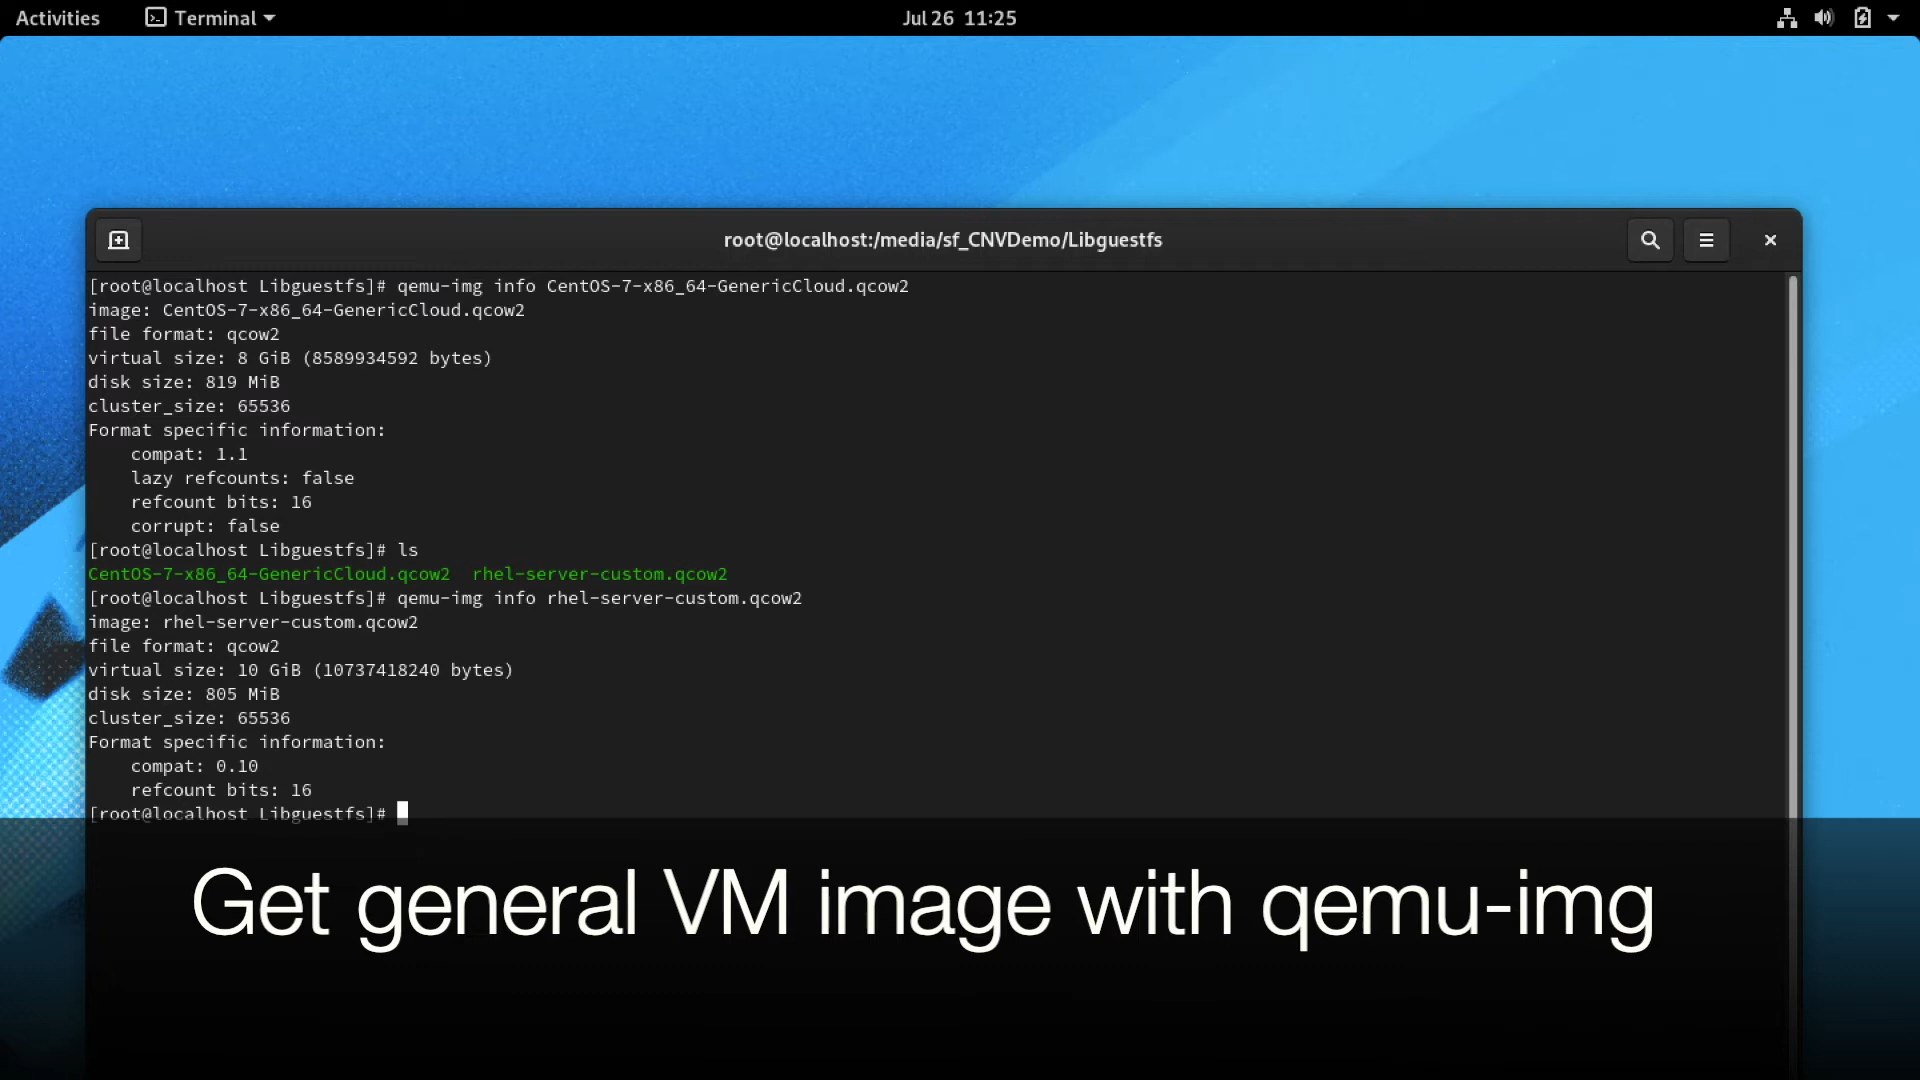 Activities Terminal Jul 26 11:25
root@localhost:/media/sf_CNVDemo/Libguestfs
[root@localhost Libguestfs]# qemu-img info CentOS-7-x86_64-GenericCloud.qcow2
image: CentOS-7-x86_64-GenericCloud.qcow2
file format: qcow2
virtual size: 8 GiB (8589934592 bytes)
disk size: 819 MiB
cluster_size: 65536
Format specific information:
    compat: 1.1
    lazy refcounts: false
    refcount bits: 16
    corrupt: false
[root@localhost Libguestfs]# ls
CentOS-7-x86_64-GenericCloud.qcow2  rhel-server-custom.qcow2
[root@localhost Libguestfs]# qemu-img info rhel-server-custom.qcow2
image: rhel-server-custom.qcow2
file format: qcow2
virtual size: 10 GiB (10737418240 bytes)
disk size: 805 MiB
cluster_size: 65536
Format specific information:
    compat: 0.10
    refcount bits: 16
[root@localhost Libguestfs]#
Get general VM image with qemu-img